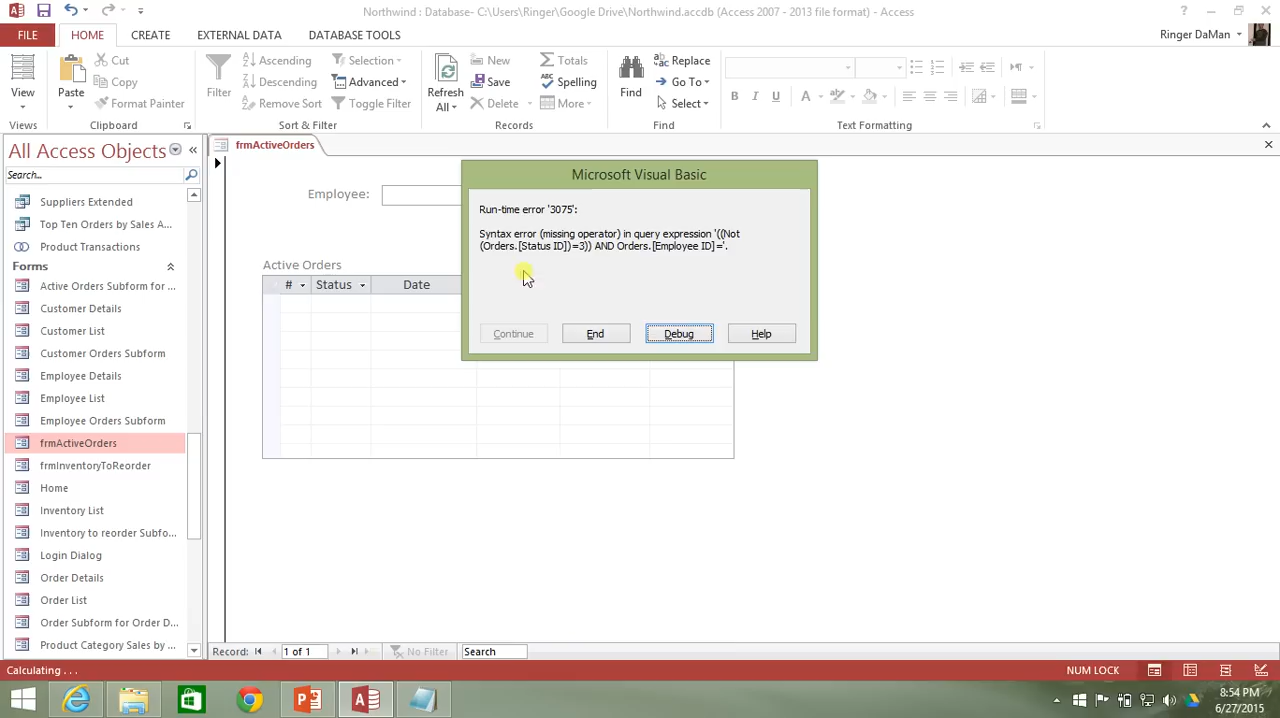 Northwind : Database- C:\Users\Ringer\Google Drive\Northwind.accdb (Access 2007 - 2013 file format) - Access
FILE HOME CREATE EXTERNAL DATA DATABASE TOOLS
Ringer DaMan
View
Views
Paste
Cut
Copy
Format Painter
Clipboard
Filter
Ascending
Descending
Remove Sort
Selection
Advanced
Toggle Filter
Sort & Filter
Refresh
All
New
Save
Delete
Totals
Spelling
More
Records
Find
Replace
Go To
Select
Find
B I U A
Text Formatting
All Access Objects
Search...
Suppliers Extended
Top Ten Orders by Sales A...
Product Transactions
Forms
Active Orders Subform for ...
Customer Details
Customer List
Customer Orders Subform
Employee Details
Employee List
Employee Orders Subform
frmActiveOrders
frmInventoryToReorder
Home
Inventory List
Inventory to reorder Subfo...
Login Dialog
Order Details
Order List
Order Subform for Order D...
Product Category Sales by ...
frmActiveOrders
Employee:
Active Orders
# Status Date
Microsoft Visual Basic
Run-time error '3075':
Syntax error (missing operator) in query expression '((Not
(Orders.[Status ID])=3)) AND Orders.[Employee ID]='.
Continue End Debug Help
Record: 1 of 1 No Filter Search
Calculating . . .
NUM LOCK
8:54 PM
6/27/2015